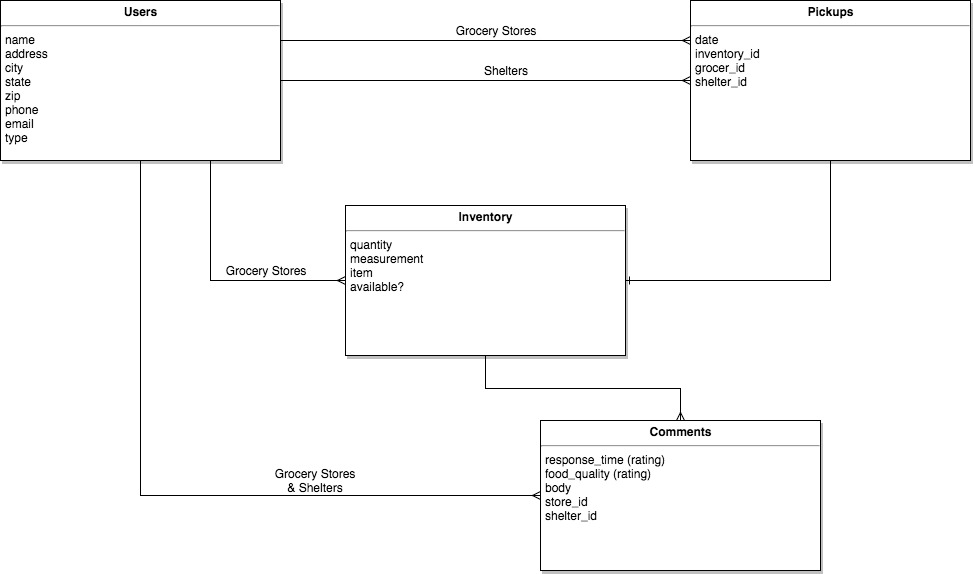 Users
name
address
city
state
zip
phone
email
type
Grocery Stores
Shelters
Pickups
date
inventory_id
grocer_id
shelter_id
Inventory
quantity
measurement
item
available?
Grocery Stores
Comments
response_time (rating)
food_quality (rating)
body
store_id
shelter_id
Grocery Stores
& Shelters